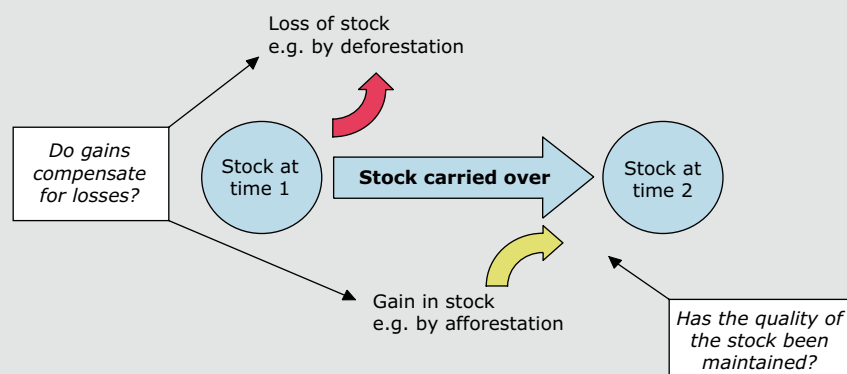 Loss of stock
e.g. by deforestation
Do gains
compensate
for losses?
Stock at
time 1
Stock carried over
Stock at
time 2
Gain in stock
e.g. by afforestation
Has the quality of
the stock been
maintained?